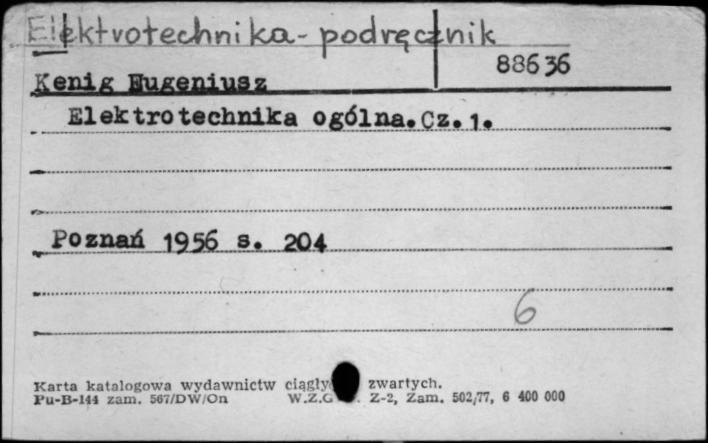 Elektrotechnika - podręcznik
88636
Kenig Eugeniusz
Elektrotechnika ogólna. Cz. 1.
Poznań 1956 s. 204
6
Karta katalogowa wydawnictw zwartych.
Pu-B-144 zam. 567/DW/On W.Z.G Z-2, Zam. 502/77, 6 400 000